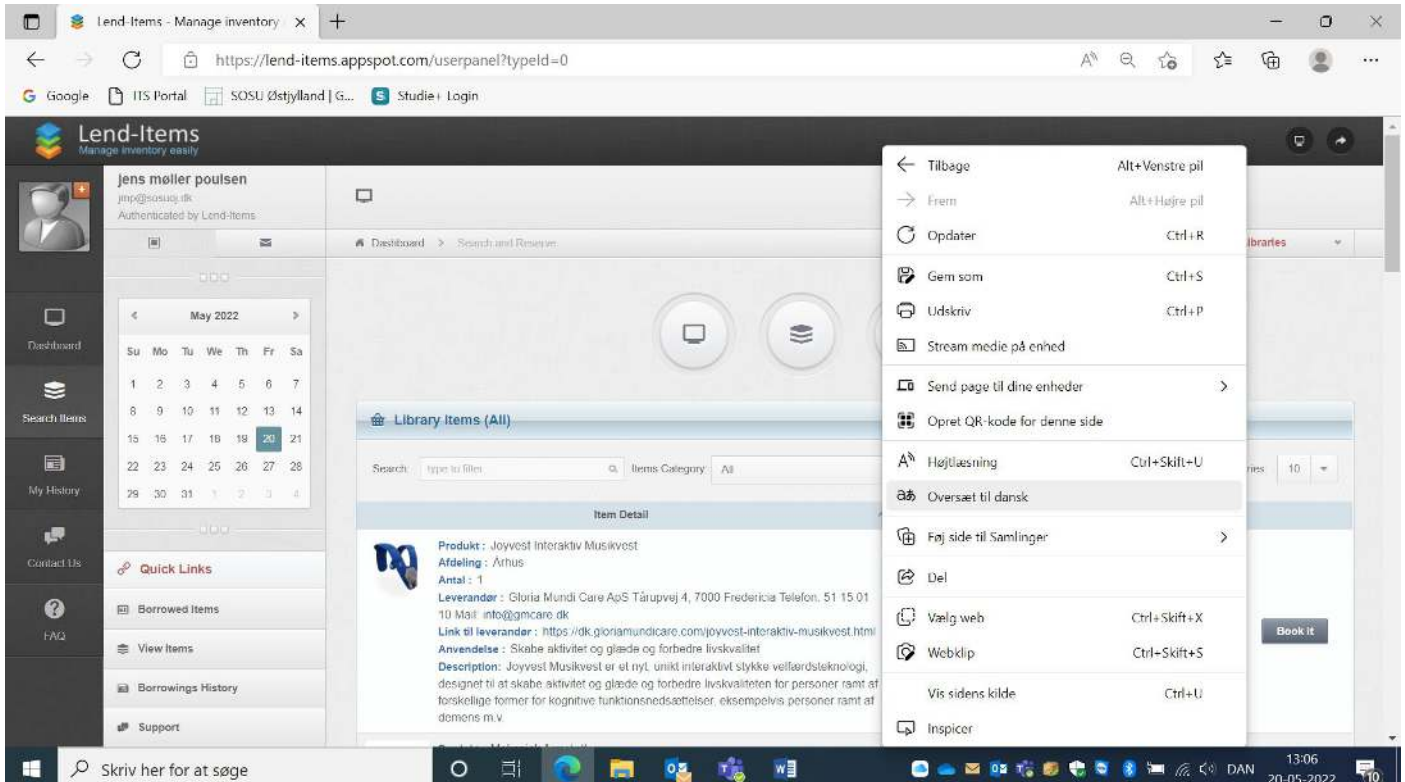 Lend-Items - Manage inventory
https://lend-items.appspot.com/userpanel?typeId=0
Google ITS Portal SOSU Østjylland | G... Studie+ Login
Lend-Items
Manage inventory easily
jens møller poulsen
jmp@sosuoj.dk
Authenticated by Lend-Items
Dashboard > Search and Reserve
ibraries
Dashboard
Search Items
My History
Contact Us
FAQ
May 2022
Su Mo Tu We Th Fr Sa
1 2 3 4 5 6 7
8 9 10 11 12 13 14
15 16 17 18 19 20 21
22 23 24 25 26 27 28
29 30 31 1 2 3 4
Quick Links
Borrowed Items
View Items
Borrowings History
Support
Library Items (All)
Search: type to filter Items Category: All
ries 10
Item Detail
Produkt : Joyvest Interaktiv Musikvest
Afdeling : Århus
Antal : 1
Leverandør : Gloria Mundi Care ApS Tårupvej 4, 7000 Fredericia Telefon. 51 15 01
10 Mail: info@gmcare.dk
Link til leverandør : https://dk.gloriamundicare.com/joyvest-interaktiv-musikvest.html
Anvendelse : Skabe aktivitet og glæde og forbedre livskvalitet
Description: Joyvest Musikvest er et nyt, unikt interaktivt stykke velfærdsteknologi,
designet til at skabe aktivitet og glæde og forbedre livskvaliteten for personer ramt af
forskellige former for kognitive funktionsnedsættelser, eksempelvis personer ramt af
demens m.v.
Book it
Tilbage Alt+Venstre pil
Frem Alt+Højre pil
Opdater Ctrl+R
Gem som Ctrl+S
Udskriv Ctrl+P
Stream medie på enhed
Send page til dine enheder
Opret QR-kode for denne side
Højtlæsning Ctrl+Skift+U
Oversæt til dansk
Føj side til Samlinger
Del
Vælg web Ctrl+Skift+X
Webklip Ctrl+Skift+S
Vis sidens kilde Ctrl+U
Inspicer
Skriv her for at søge
DAN
13:06
20-05-2022